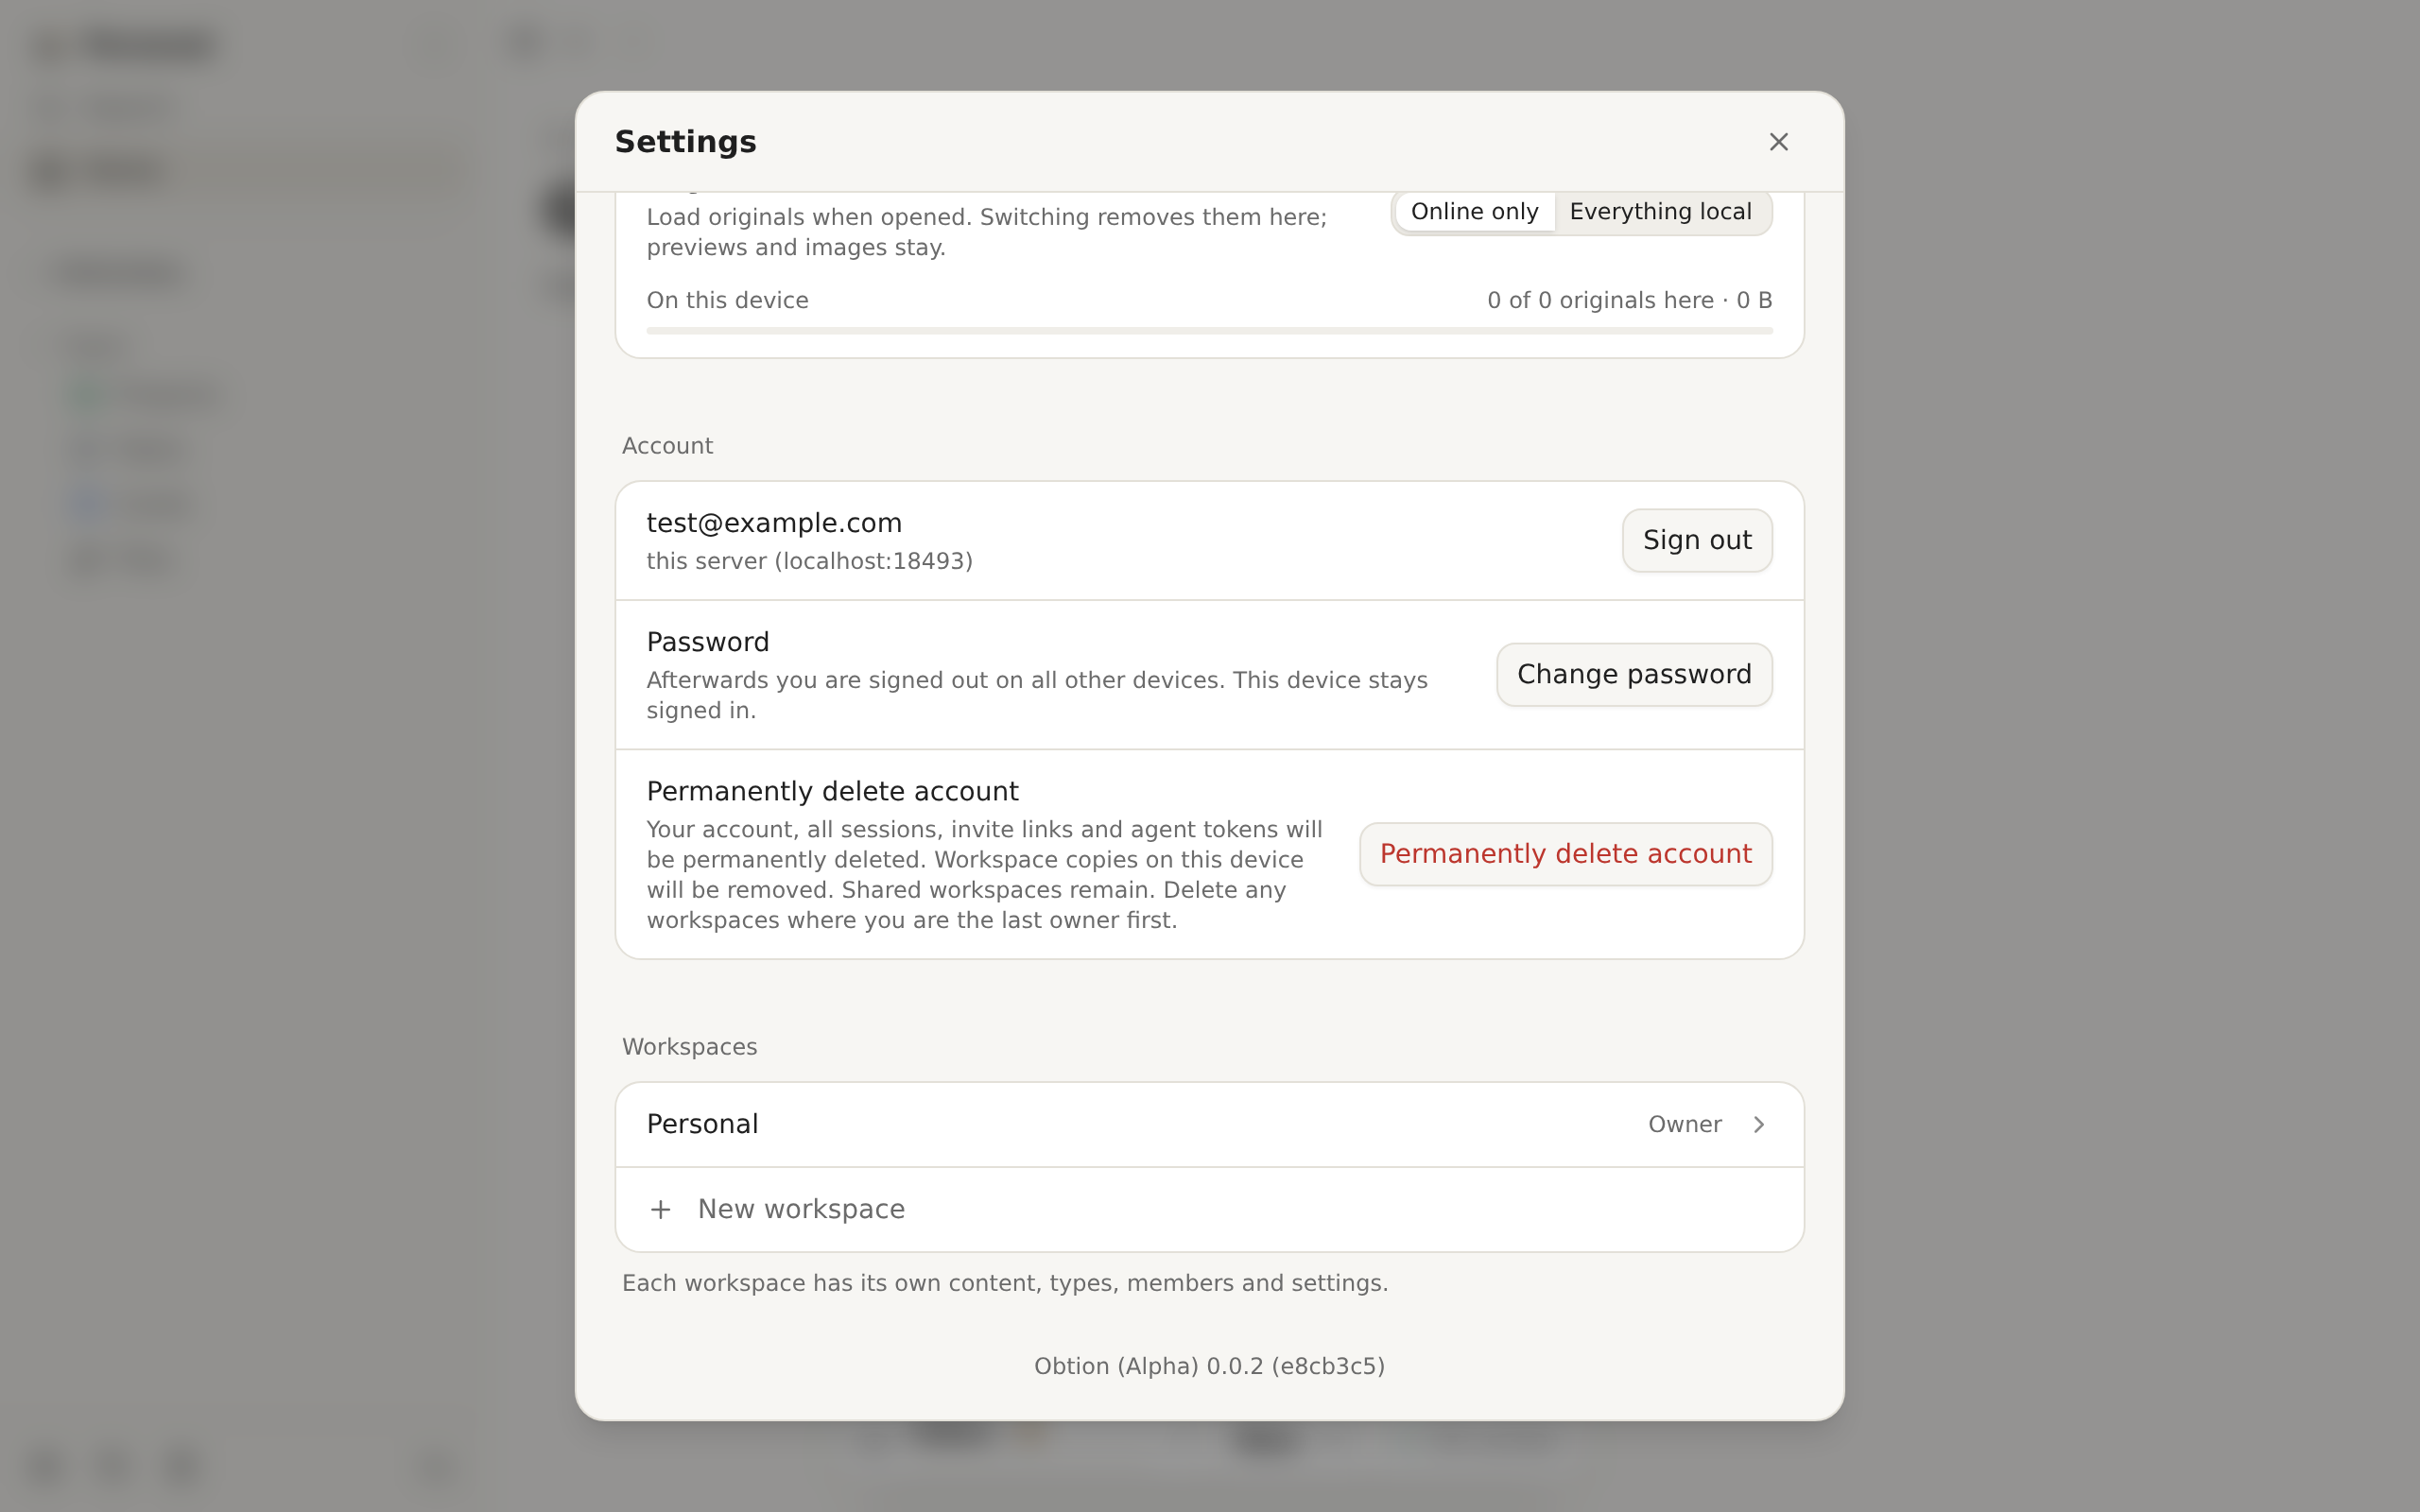 Settings
Load originals when opened. Switching removes them here;
previews and images stay.
Online only
Everything local
On this device
0 of 0 originals here · 0 B
Account
test@example.com
this server (localhost:18493)
Sign out
Password
Afterwards you are signed out on all other devices. This device stays
signed in.
Change password
Permanently delete account
Your account, all sessions, invite links and agent tokens will
be permanently deleted. Workspace copies on this device
will be removed. Shared workspaces remain. Delete any
workspaces where you are the last owner first.
Permanently delete account
Workspaces
Personal
Owner
New workspace
Each workspace has its own content, types, members and settings.
Obtion (Alpha) 0.0.2 (e8cb3c5)